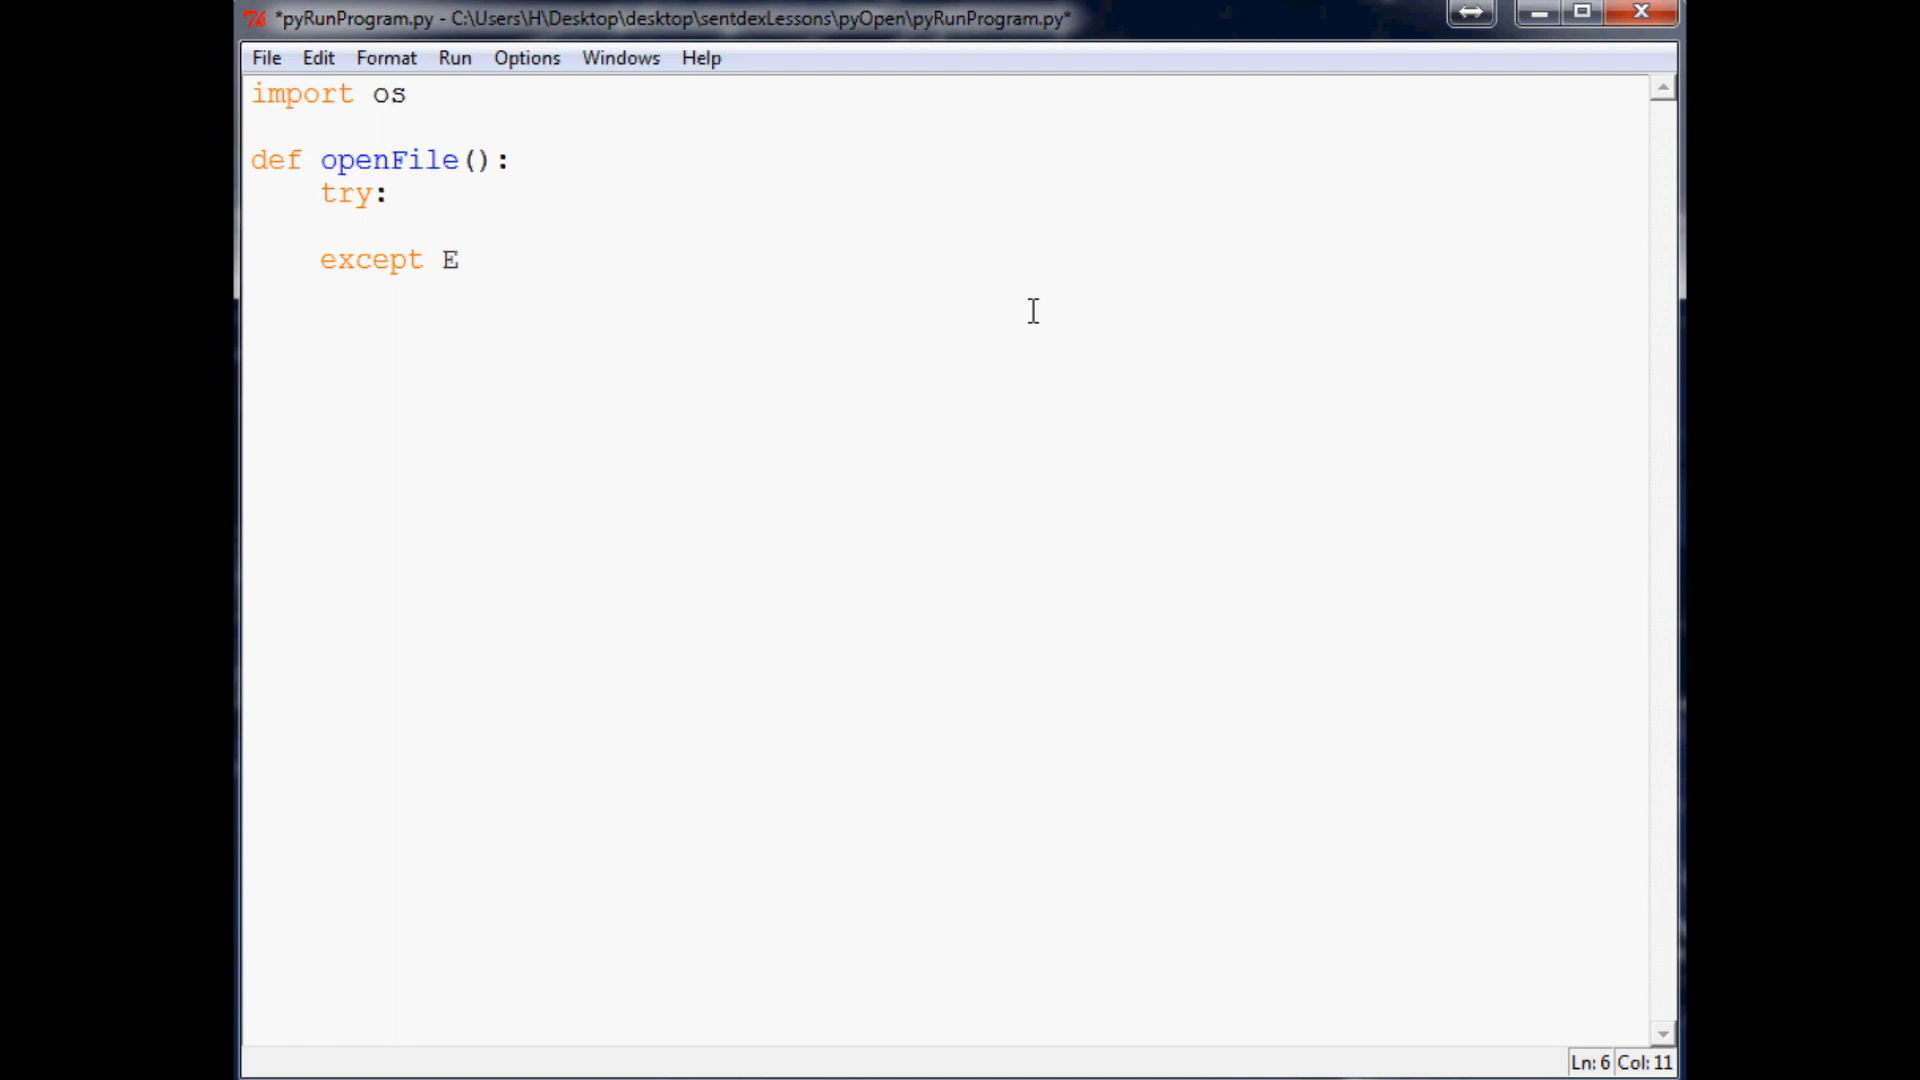 *pyRunProgram.py - C:\Users\H\Desktop\desktop\sentdexLessons\pyOpen\pyRunProgram.py*
File Edit Format Run Options Windows Help
import os
def openFile():
    try:
    except E
Ln: 6 Col: 11